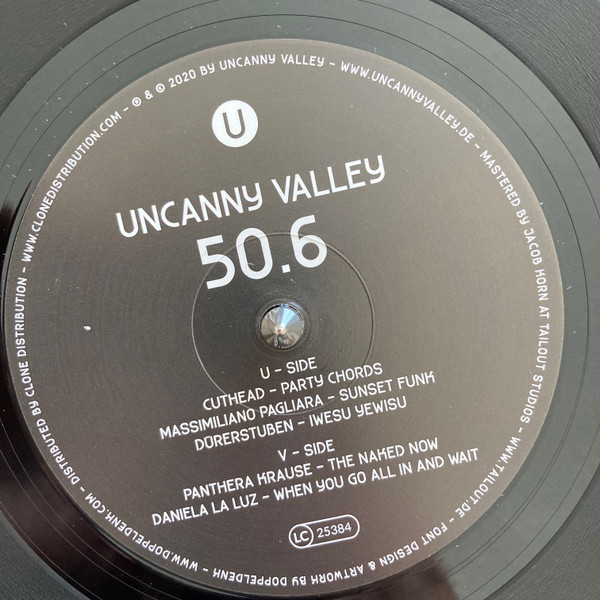 ℗ & © 2020 BY UNCANNY VALLEY - WWW.UNCANNYVALLEY.DE - MASTERED BY JACOB KORN AT TAILOUT STUDIOS - WWW.TAILOUT.DE - FONT DESIGN & ARTWORK BY DOPPELDENK - WWW.DOPPELDENK.COM - DISTRIBUTED BY CLONE DISTRIBUTION - WWW.CLONEDISTRIBUTION.COM -
U
UNCANNY VALLEY
50.6
U - SIDE
CUTHEAD - PARTY CHORDS
MASSIMILIANO PAGLIARA - SUNSET FUNK
DÜRERSTUBEN - IWESU YEWISU
V - SIDE
PANTHERA KRAUSE - THE NAKED NOW
DANIELA LA LUZ - WHEN YOU GO ALL IN AND WAIT
LC 25384